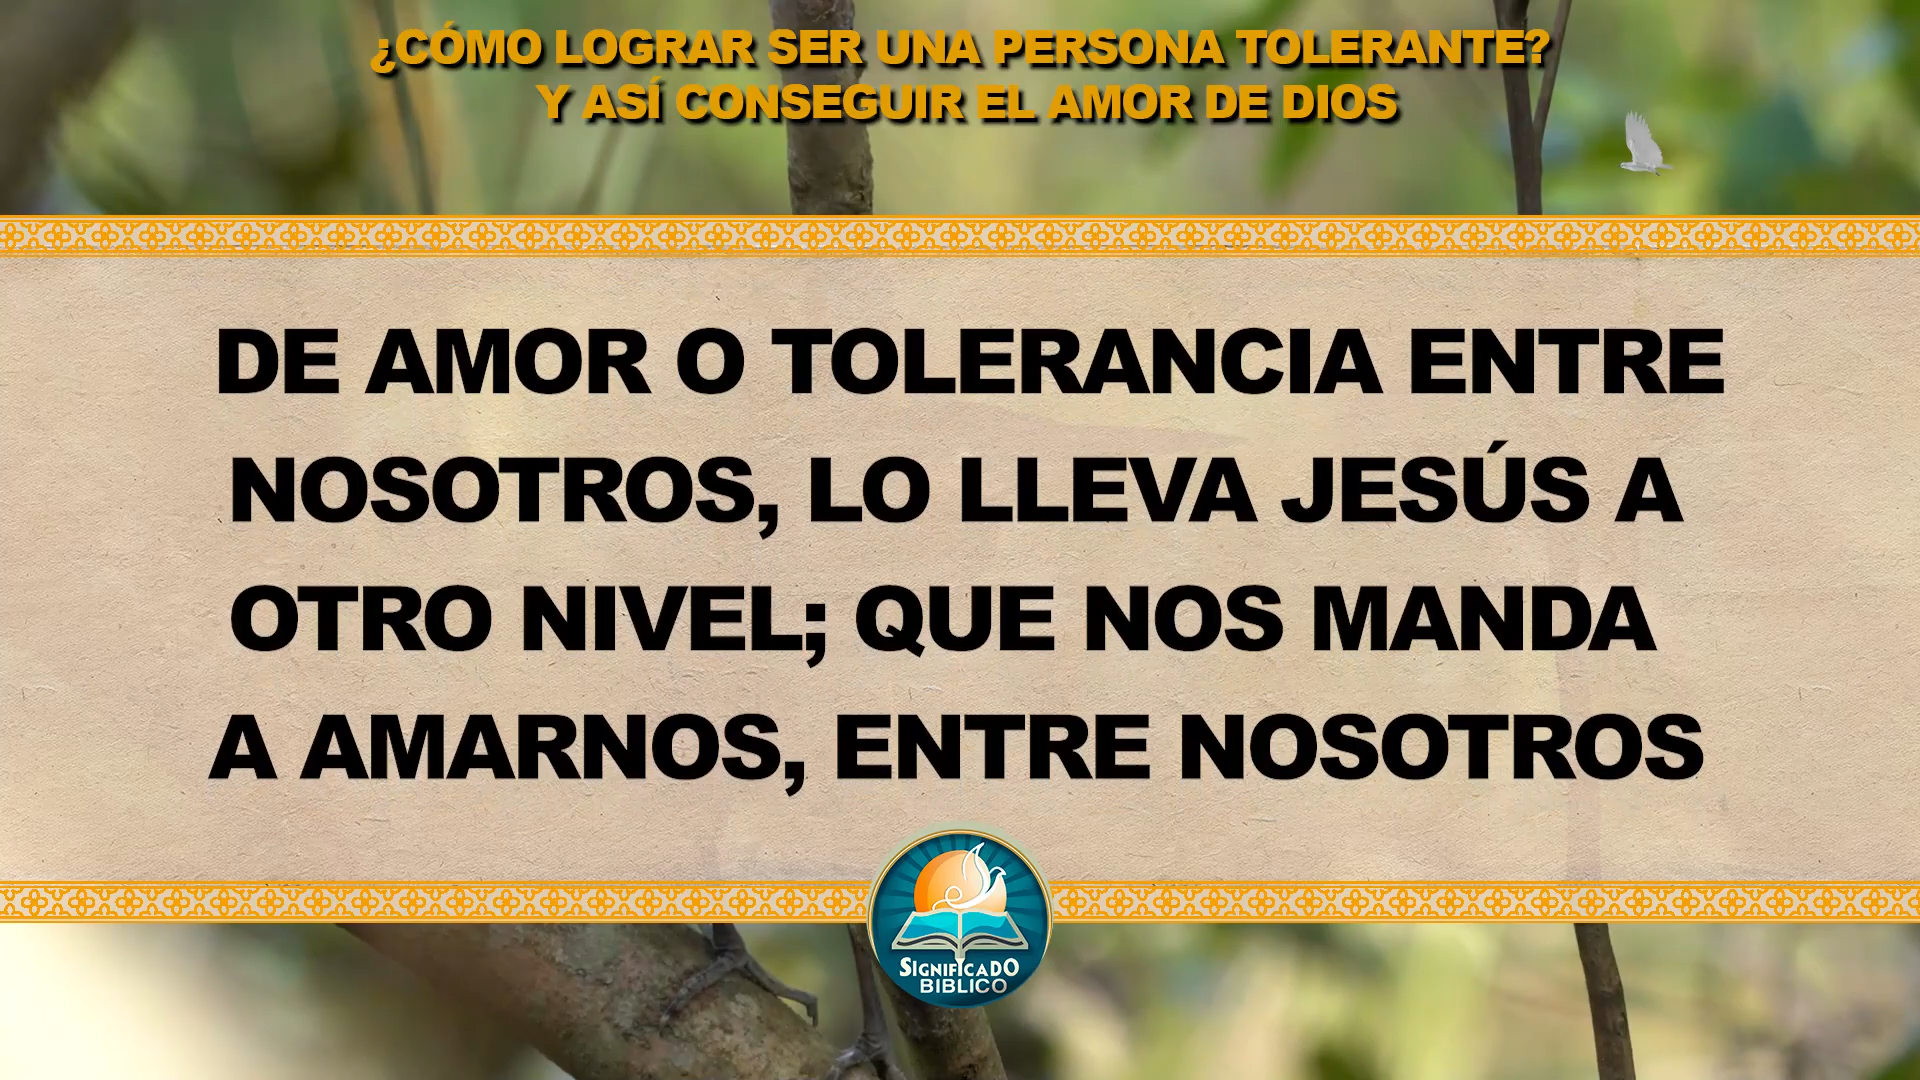 ¿CÓMO LOGRAR SER UNA PERSONA TOLERANTE?
Y ASÍ CONSEGUIR EL AMOR DE DIOS
DE AMOR O TOLERANCIA ENTRE
NOSOTROS, LO LLEVA JESÚS A
OTRO NIVEL; QUE NOS MANDA
A AMARNOS, ENTRE NOSOTROS
SIGNIFICADO
BIBLICO